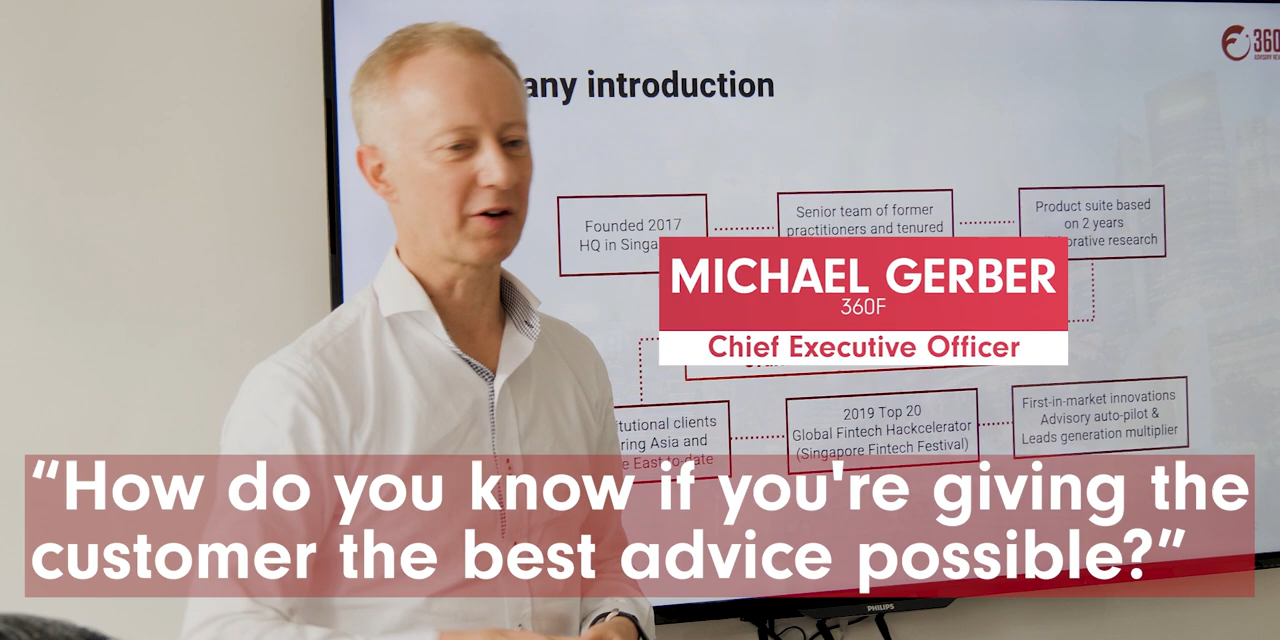 any introduction
360
Founded 2017
HQ in Singa
Senior team of former
practitioners and tenured
Product suite based
on 2 years
orative research
MICHAEL GERBER
360F
Chief Executive Officer
itutional clients
ring Asia and
East to-date
2019 Top 20
Global Fintech Hackcelerator
(Singapore Fintech Festival)
First-in-market innovations
Advisory auto-pilot &
Leads generation multiplier
“How do you know if you're giving the
customer the best advice possible?”
PHILIPS